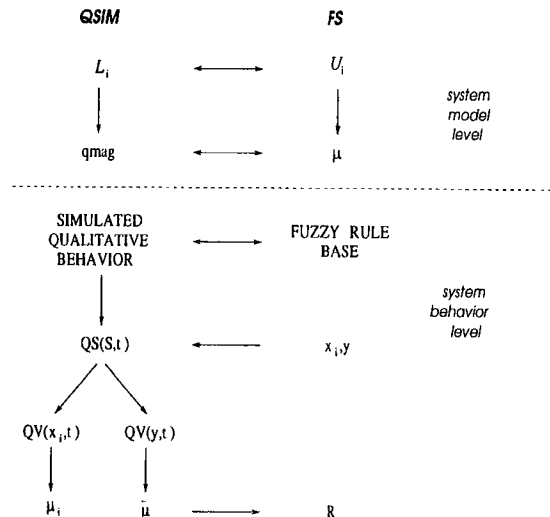 QSIM FS
L_i U_i
system
model
level
qmag μ
SIMULATED
QUALITATIVE
BEHAVIOR
FUZZY RULE
BASE
system
behavior
level
QS(S,t) x_i,y
QV(x_i,t) QV(y,t)
μ_i μ̄ R